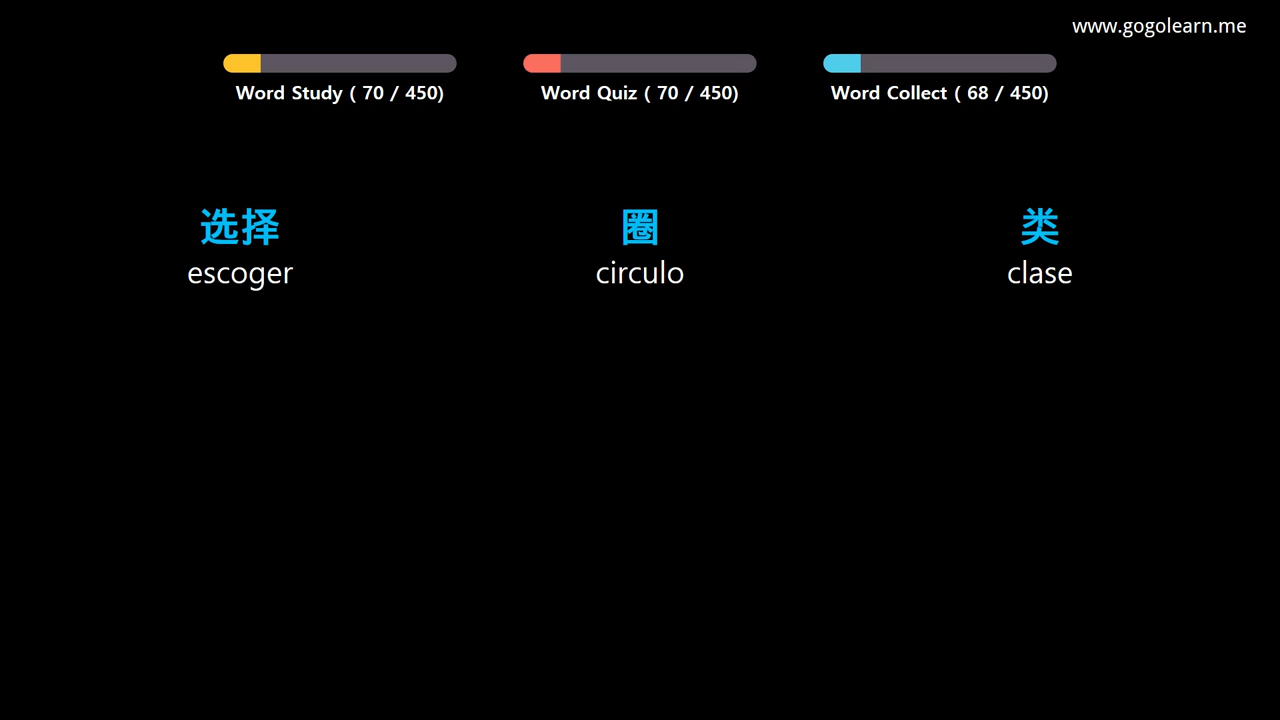 www.gogolearn.me
Word Study ( 70 / 450)
Word Quiz ( 70 / 450)
Word Collect ( 68 / 450)
选择
escoger
圈
circulo
类
clase